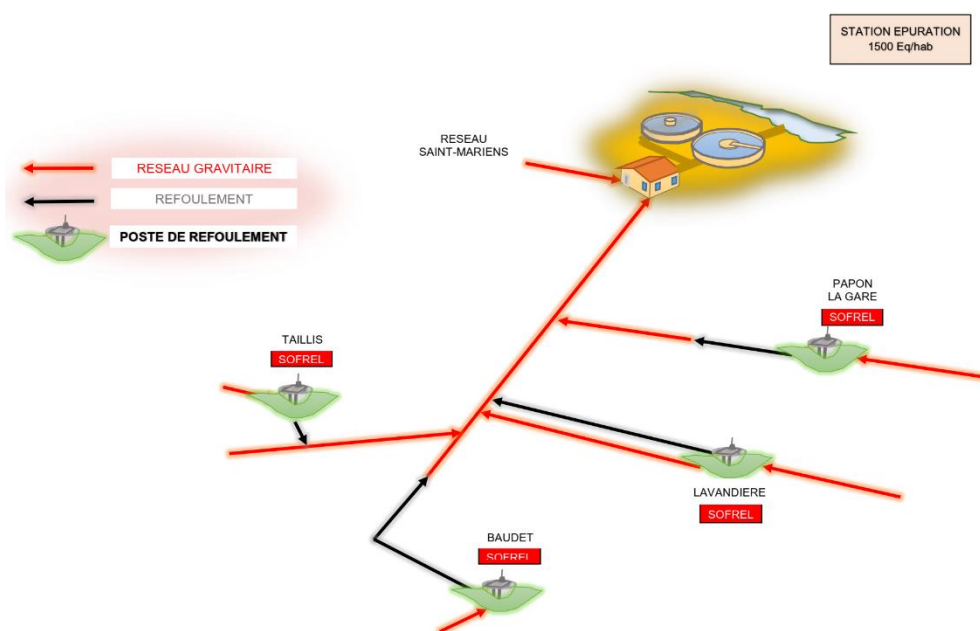 STATION EPURATION
1500 Eq/hab
RESEAU
SAINT-MARIENS
RESEAU GRAVITAIRE
REFOULEMENT
POSTE DE REFOULEMENT
PAPON
LA GARE
SOFREL
TAILLIS
SOFREL
LAVANDIERE
SOFREL
BAUDET
SOFREL